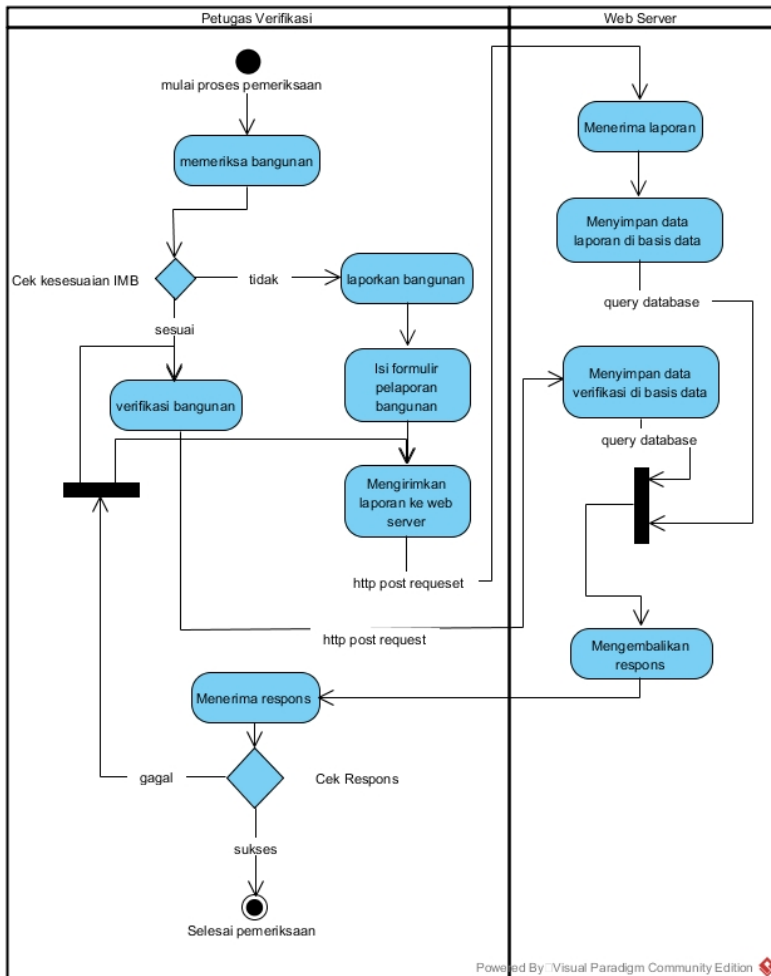 Petugas Verifikasi
Web Server
mulai proses pemeriksaan
memeriksa bangunan
Cek kesesuaian IMB
tidak
laporkan bangunan
sesuai
Isi formulir
pelaporan
bangunan
verifikasi bangunan
Mengirimkan
laporan ke web
server
http post requeset
http post request
Menerima laporan
Menyimpan data
laporan di basis data
query database
Menyimpan data
verifikasi di basis data
query database
Mengembalikan
respons
Menerima respons
gagal
Cek Respons
sukses
Selesai pemeriksaan
Powered By Visual Paradigm Community Edition